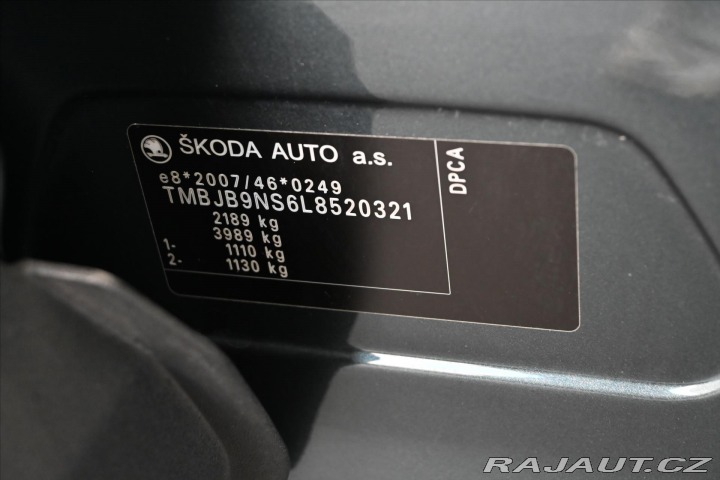 ŠKODA AUTO a.s.
e8*2007/46*0249
TMBJB9NS6L8520321
2189 kg
3989 kg
1- 1110 kg
2- 1130 kg
DPCA
RAJAUT.CZ